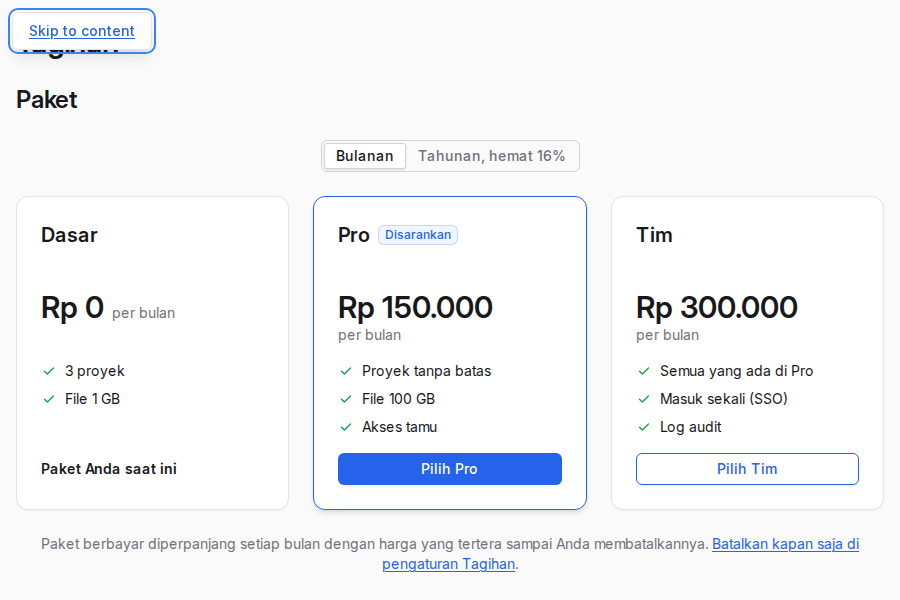 Skip to content
Paket
Bulanan
Tahunan, hemat 16%
Dasar
Rp 0 per bulan
3 proyek
File 1 GB
Paket Anda saat ini
Pro Disarankan
Rp 150.000
per bulan
Proyek tanpa batas
File 100 GB
Akses tamu
Pilih Pro
Tim
Rp 300.000
per bulan
Semua yang ada di Pro
Masuk sekali (SSO)
Log audit
Pilih Tim
Paket berbayar diperpanjang setiap bulan dengan harga yang tertera sampai Anda membatalkannya. Batalkan kapan saja di
pengaturan Tagihan.